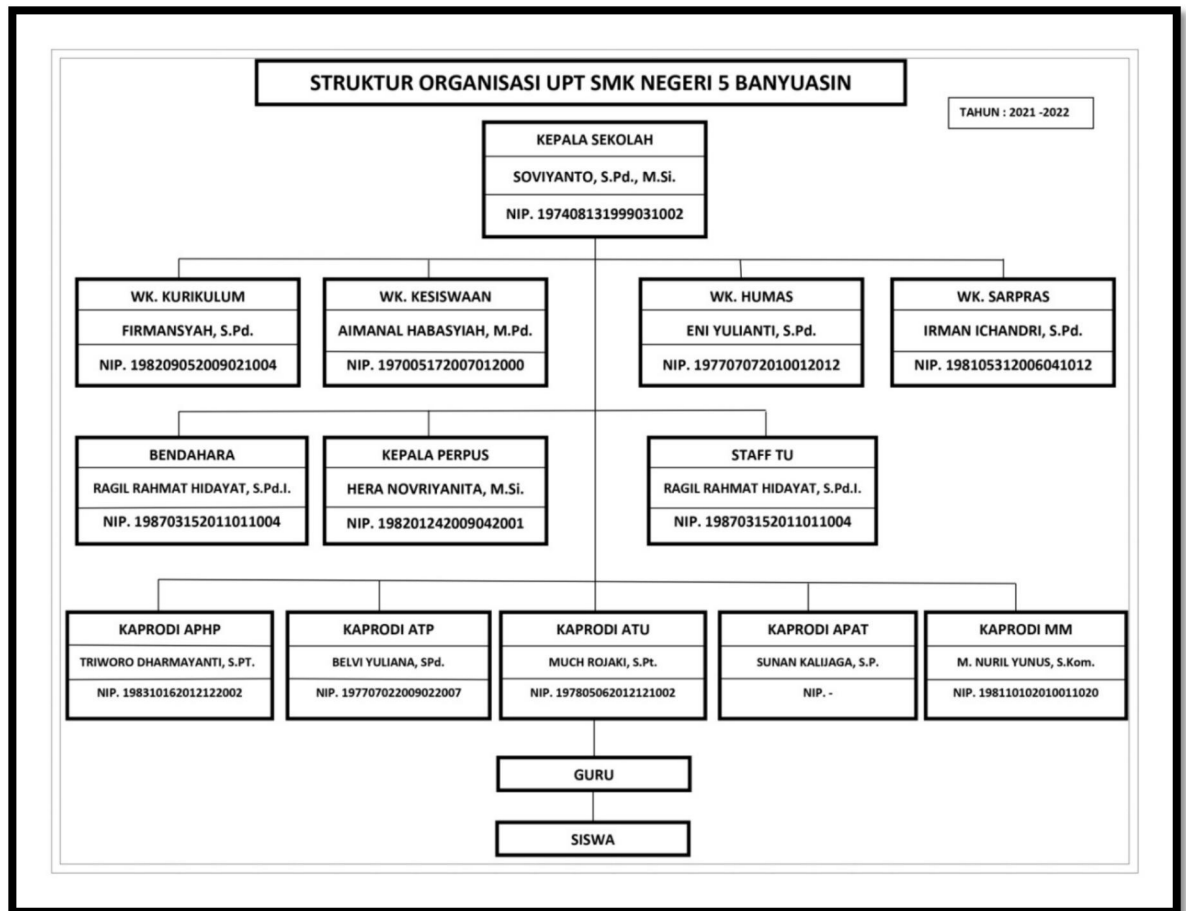 STRUKTUR ORGANISASI UPT SMK NEGERI 5 BANYUASIN
TAHUN : 2021 -2022
KEPALA SEKOLAH
SOVIYANTO, S.Pd., M.Si.
NIP. 197408131999031002
WK. KURIKULUM
FIRMANSYAH, S.Pd.
NIP. 198209052009021004
WK. KESISWAAN
AIMANAL HABASYIAH, M.Pd.
NIP. 197005172007012000
WK. HUMAS
ENI YULIANTI, S.Pd.
NIP. 197707072010012012
WK. SARPRAS
IRMAN ICHANDRI, S.Pd.
NIP. 198105312006041012
BENDAHARA
RAGIL RAHMAT HIDAYAT, S.Pd.I.
NIP. 198703152011011004
KEPALA PERPUS
HERA NOVRIYANITA, M.Si.
NIP. 198201242009042001
STAFF TU
RAGIL RAHMAT HIDAYAT, S.Pd.I.
NIP. 198703152011011004
KAPRODI APHP
TRIWORO DHARMAYANTI, S.PT.
NIP. 198310162012122002
KAPRODI ATP
BELVI YULIANA, SPd.
NIP. 197707022009022007
KAPRODI ATU
MUCH ROJAKI, S.Pt.
NIP. 197805062012121002
KAPRODI APAT
SUNAN KALIJAGA, S.P.
NIP. -
KAPRODI MM
M. NURIL YUNUS, S.Kom.
NIP. 198110102010011020
GURU
SISWA